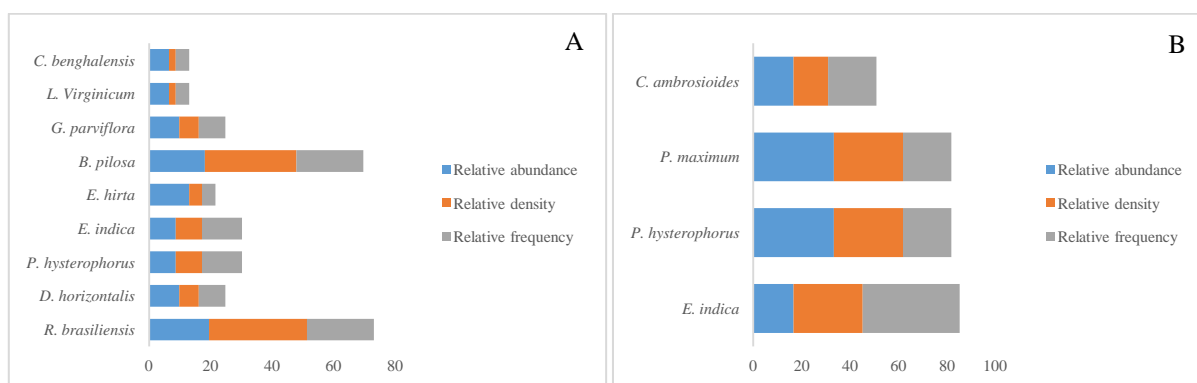 A
C. benghalensis
L. Virginicum
G. parviflora
B. pilosa
E. hirta
E. indica
P. hysterophorus
D. horizontalis
R. brasiliensis
0 20 40 60 80
Relative abundance
Relative density
Relative frequency
B
C. ambrosioides
P. maximum
P. hysterophorus
E. indica
0 20 40 60 80 100
Relative abundance
Relative density
Relative frequency